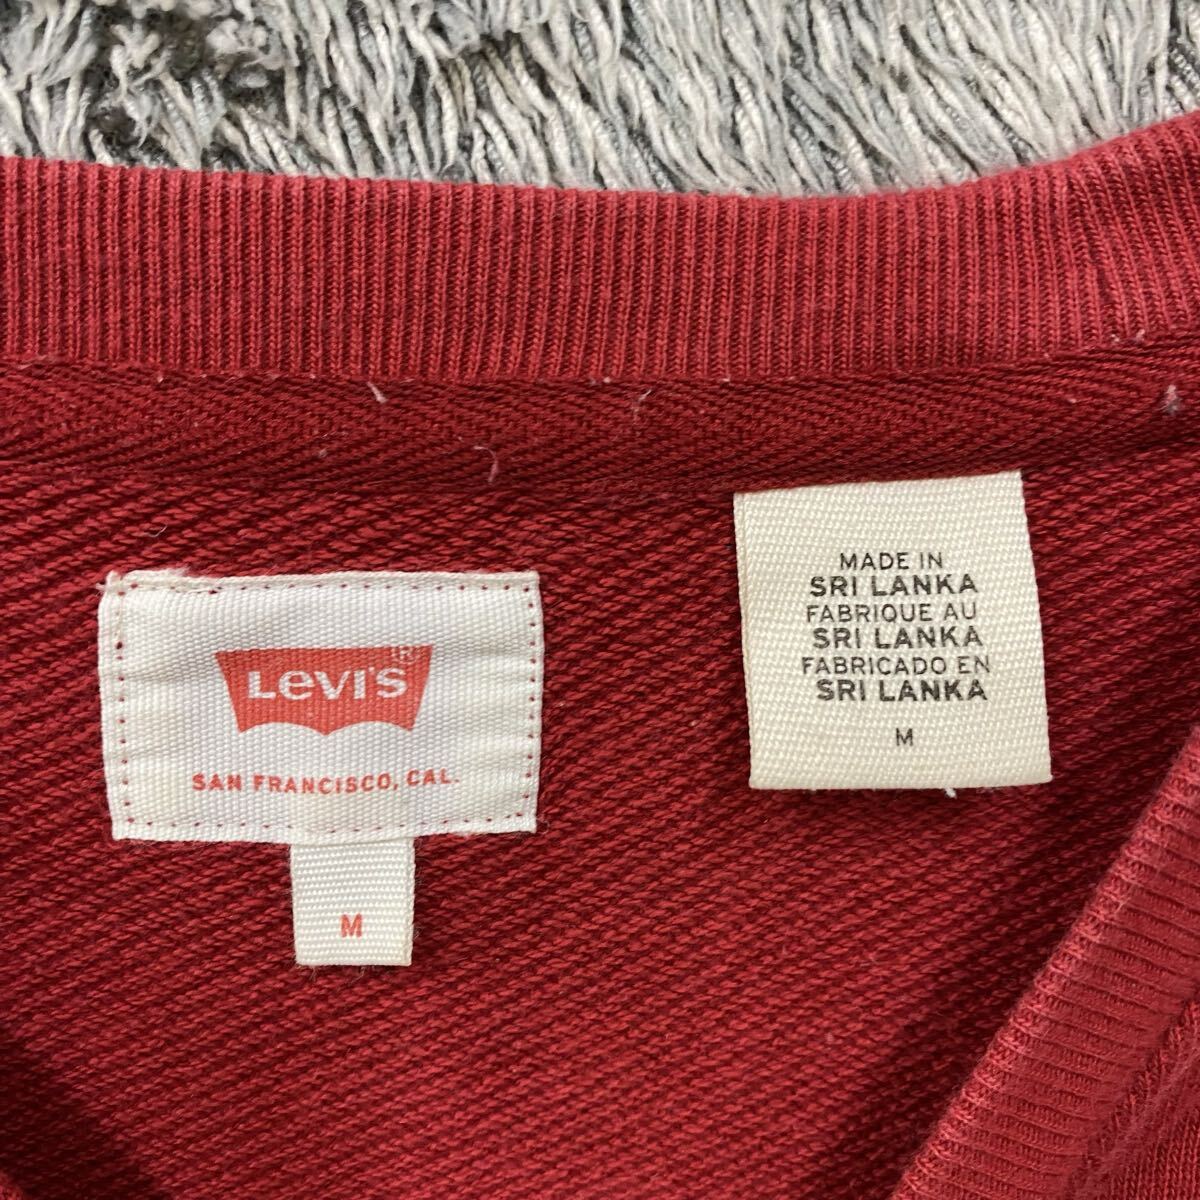 Levi's®
SAN FRANCISCO, CAL.
M
MADE IN
SRI LANKA
FABRIQUE AU
SRI LANKA
FABRICADO EN
SRI LANKA
M